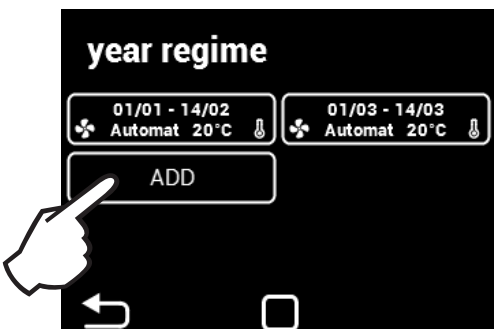 year regime
01/01 - 14/02
Automat 20°C
01/03 - 14/03
Automat 20°C
ADD